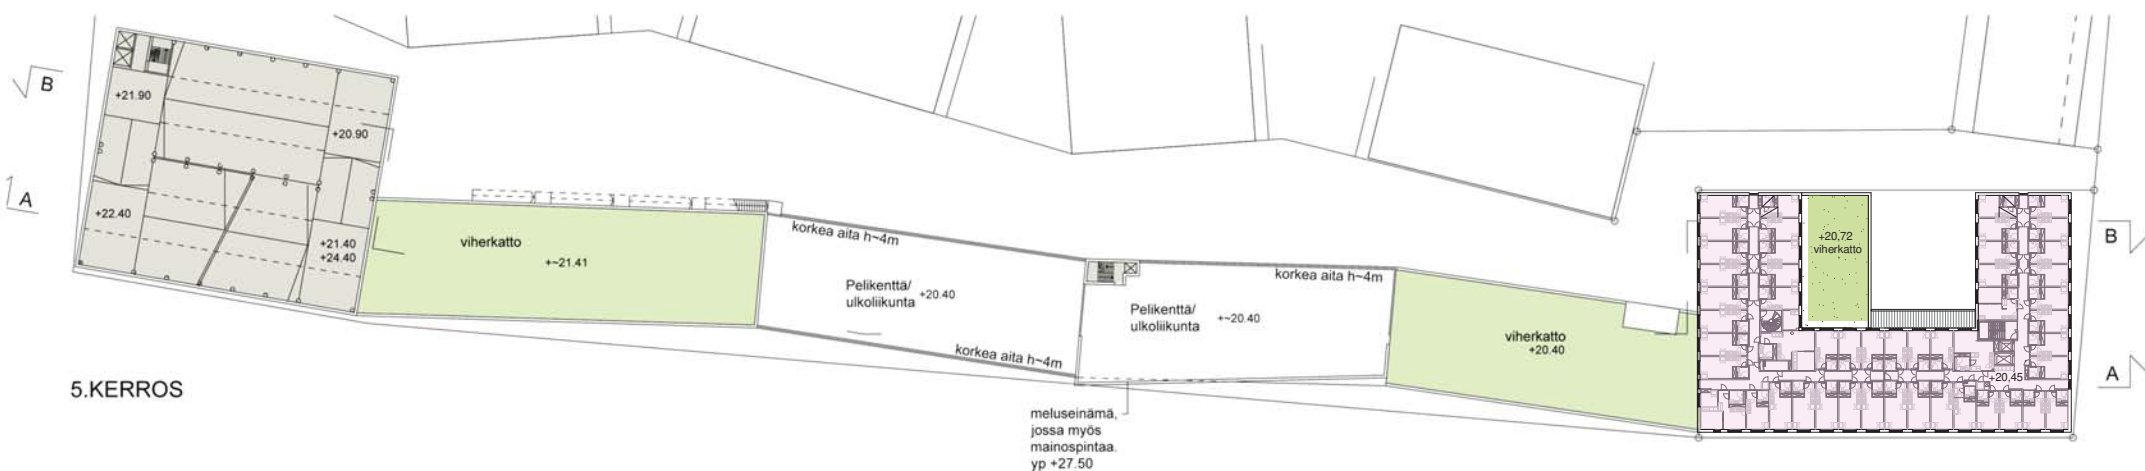 B
+21.90
+20.90
A
+22.40
+21.40
+24.40
viherkatto
+~21.41
korkea aita h~4m
Pelikenttä/
ulkoliikunta
+20.40
korkea aita h~4m
korkea aita h~4m
Pelikenttä/
ulkoliikunta
+~20.40
viherkatto
+20.40
+20,72
viherkatto
B
+20,45
A
5.KERROS
meluseinämä,
jossa myös
mainospintaa.
yp +27.50